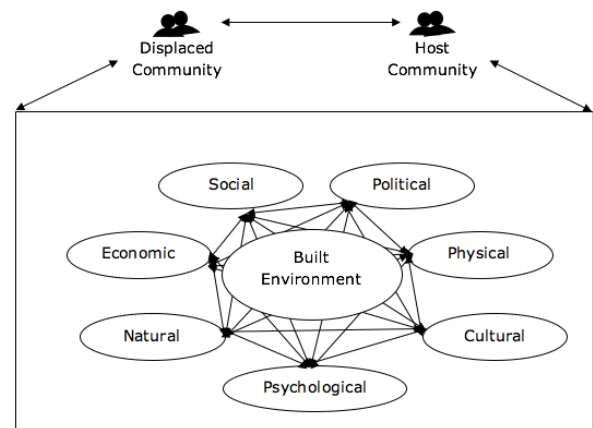 Displaced
Community
Host
Community
Social
Political
Economic
Built
Environment
Physical
Natural
Cultural
Psychological